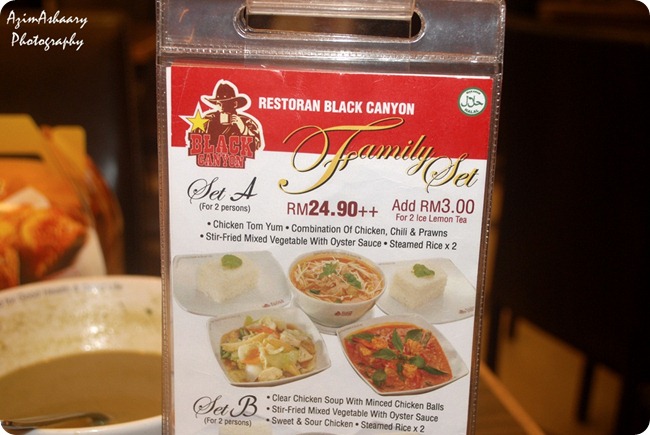 AzimAshaary
Photography
RESTORAN BLACK CANYON
BLACK
CANYON
HALAL
Family Set
Set A
(For 2 persons)
RM24.90++
Add RM3.00
For 2 Ice Lemon Tea
• Chicken Tom Yum • Combination Of Chicken, Chili & Prawns
• Stir-Fried Mixed Vegetable With Oyster Sauce • Steamed Rice x 2
Set B
(For 2 persons)
• Clear Chicken Soup With Minced Chicken Balls
• Stir-Fried Mixed Vegetable With Oyster Sauce
• Sweet & Sour Chicken • Steamed Rice x 2